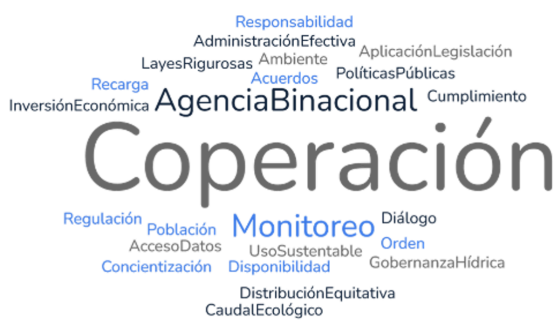 Responsabilidad
AdministraciónEfectiva
AplicaciónLegislación
LayesRigurosas
Ambiente
PolíticasPúblicas
Recarga
Acuerdos
InversiónEconómica
AgenciaBinacional
Cumplimiento
Coperación
Regulación
Población
Monitoreo
Diálogo
AccesoDatos
UsoSustentable
Orden
Concientización
Disponibilidad
GobernanzaHídrica
DistribuciónEquitativa
CaudalEcológico